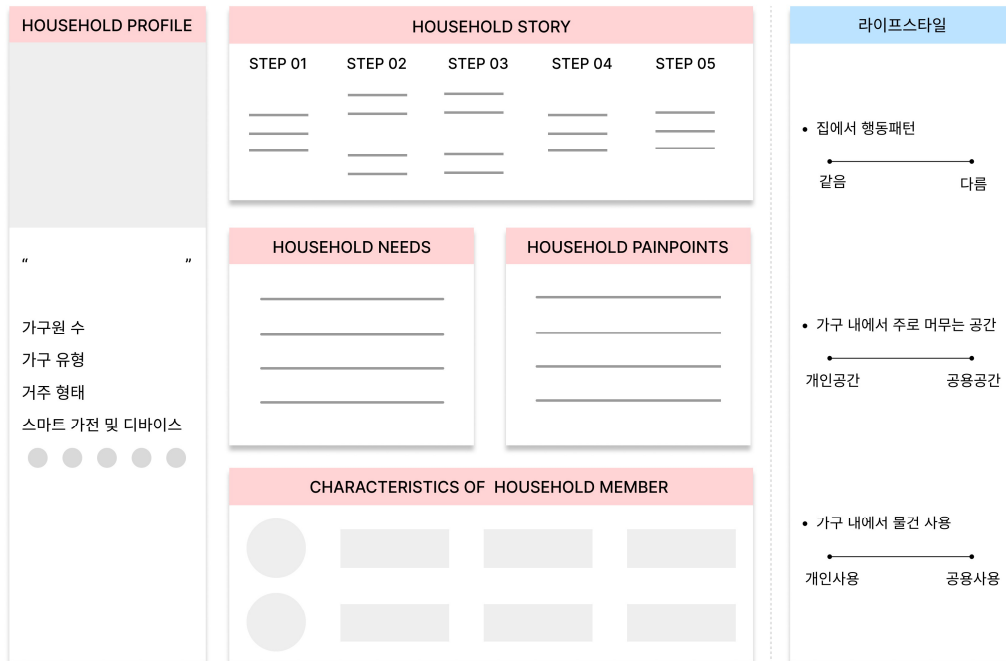 HOUSEHOLD PROFILE
“ ”
가구원 수
가구 유형
거주 형태
스마트 가전 및 디바이스
HOUSEHOLD STORY
STEP 01 STEP 02 STEP 03 STEP 04 STEP 05
HOUSEHOLD NEEDS
HOUSEHOLD PAINPOINTS
CHARACTERISTICS OF HOUSEHOLD MEMBER
라이프스타일
• 집에서 행동패턴
같음 다름
• 가구 내에서 주로 머무는 공간
개인공간 공용공간
• 가구 내에서 물건 사용
개인사용 공용사용